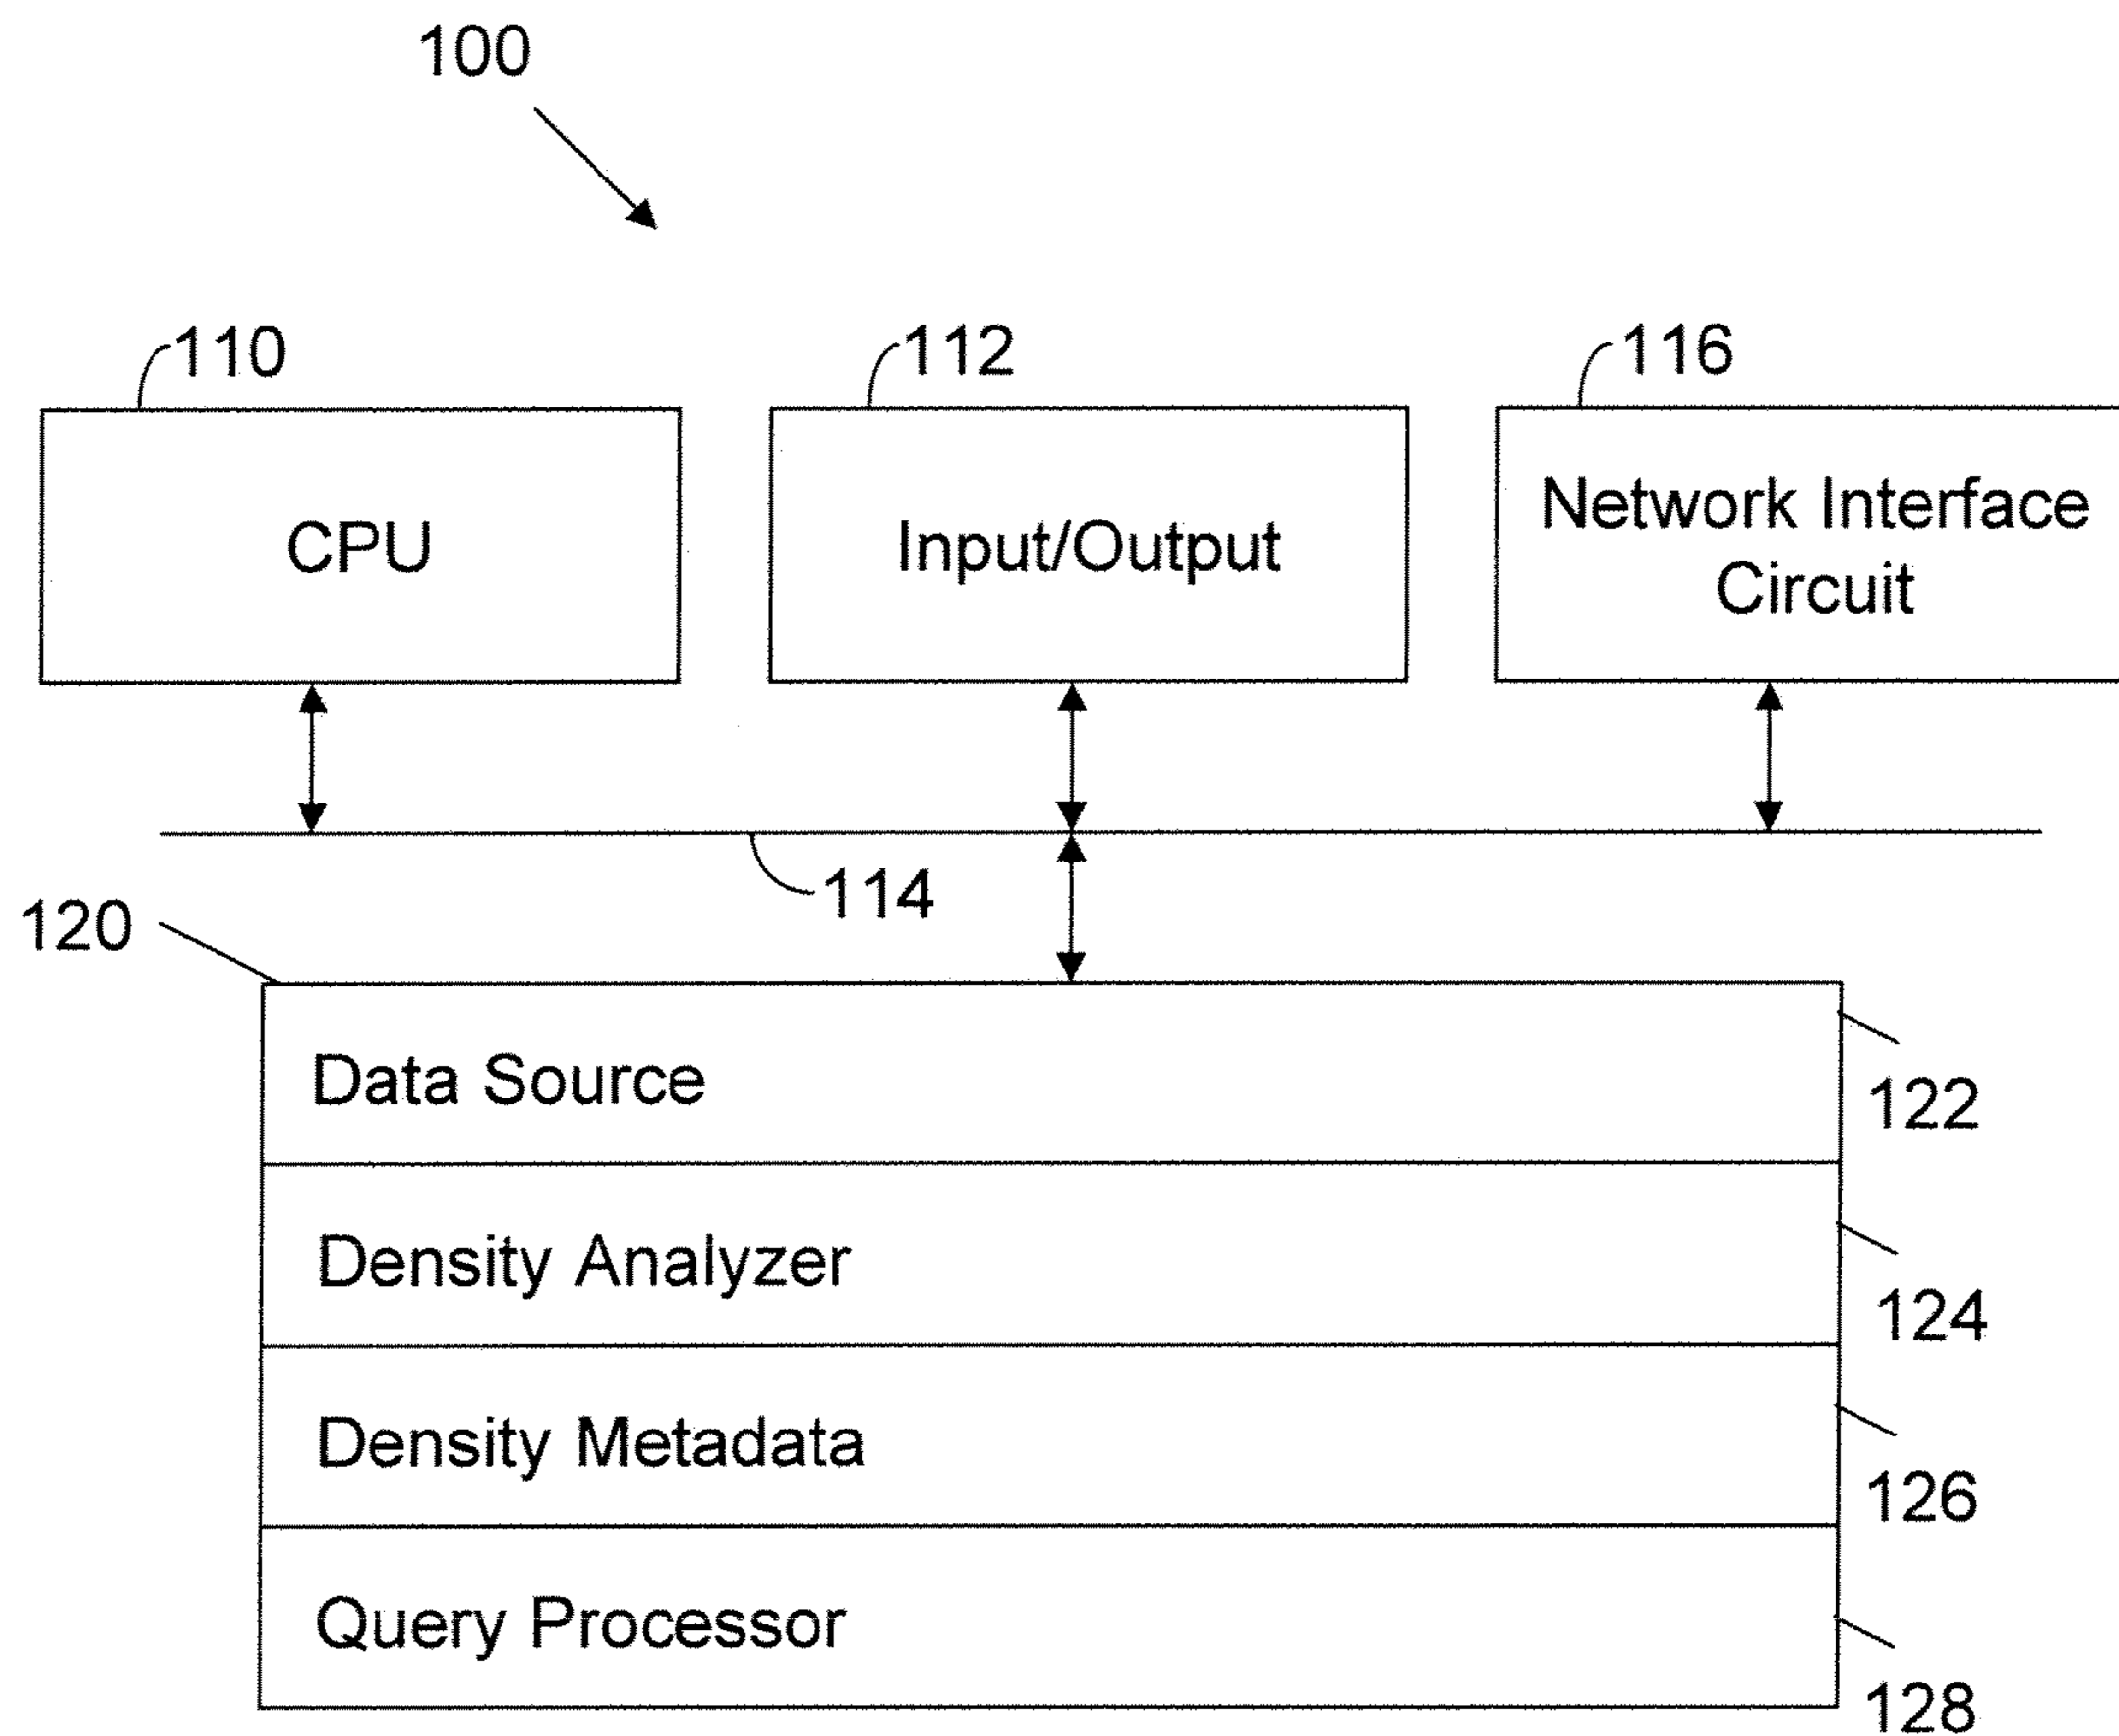 100
110
112
116
CPU
Input/Output
Network Interface
Circuit
114
120
Data Source
122
Density Analyzer
124
Density Metadata
126
Query Processor
128